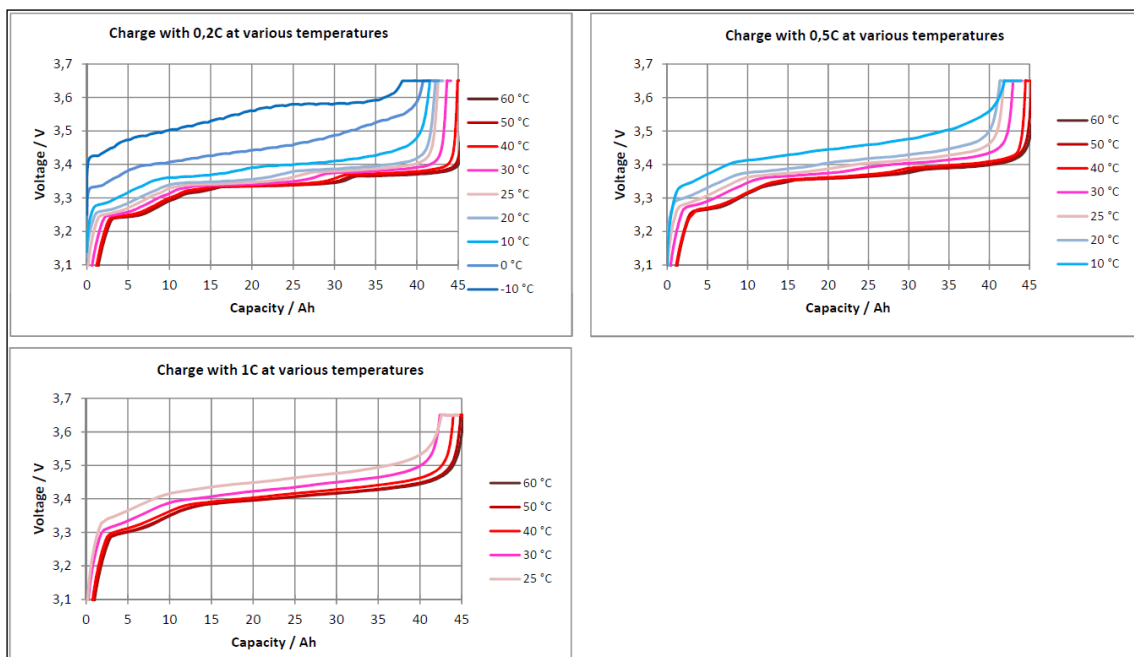 Charge with 0,2C at various temperatures
3,7
3,6
3,5
3,4
3,3
3,2
3,1
Voltage / V
0 5 10 15 20 25 30 35 40 45
Capacity / Ah
60 °C
50 °C
40 °C
30 °C
25 °C
20 °C
10 °C
0 °C
-10 °C
Charge with 0,5C at various temperatures
3,7
3,6
3,5
3,4
3,3
3,2
3,1
Voltage / V
0 5 10 15 20 25 30 35 40 45
Capacity / Ah
60 °C
50 °C
40 °C
30 °C
25 °C
20 °C
10 °C
Charge with 1C at various temperatures
3,7
3,6
3,5
3,4
3,3
3,2
3,1
Voltage / V
0 5 10 15 20 25 30 35 40 45
Capacity / Ah
60 °C
50 °C
40 °C
30 °C
25 °C